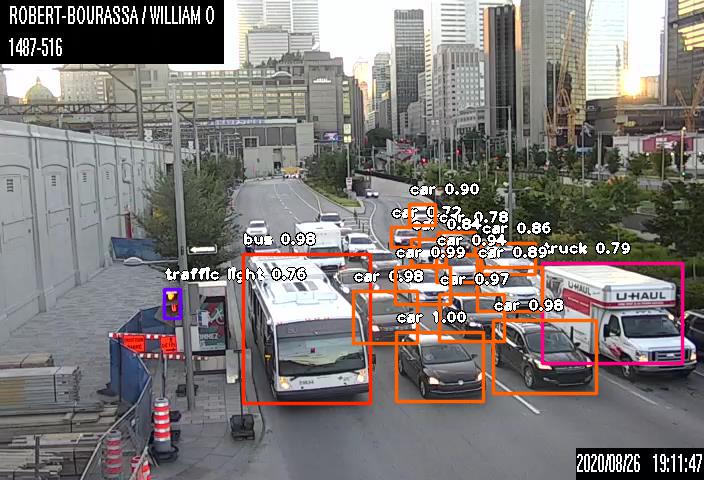 ROBERT-BOURASSA / WILLIAM O
1487-516
car 0.90
car 0.72
car 0.78
car 0.84
car 0.86
bus 0.98
car 0.94
car 0.99
car 0.89
truck 0.79
traffic light 0.76
car 0.98
car 0.97
U-HAUL
U-HAUL
car 0.98
car 1.00
2020/08/26 19:11:47